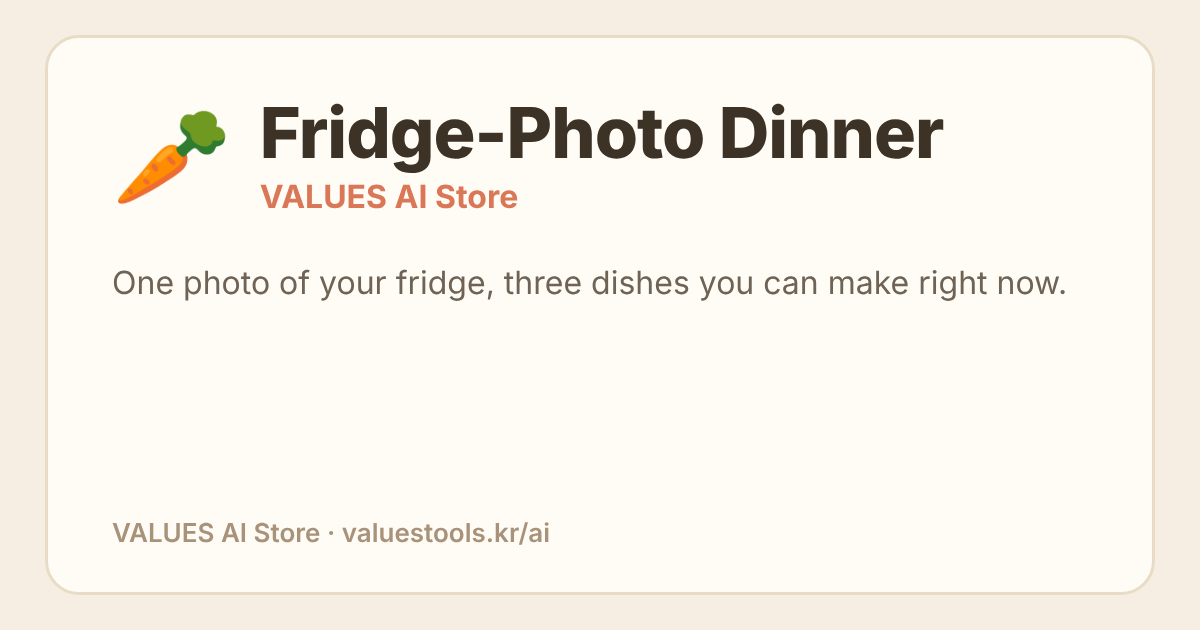 Fridge-Photo Dinner
VALUES AI Store
One photo of your fridge, three dishes you can make right now.
VALUES AI Store · valuestools.kr/ai